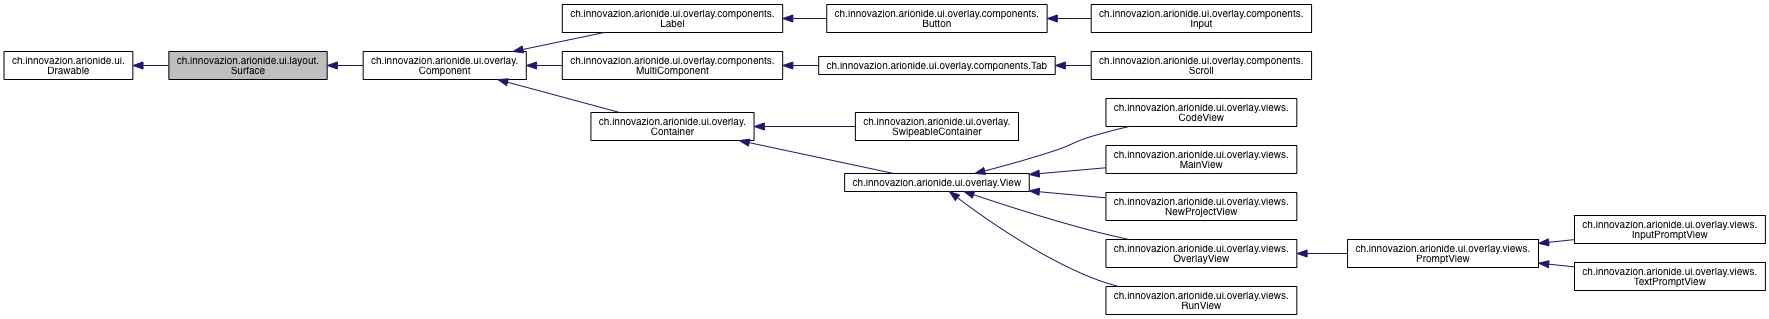 ch.innovazion.arionide.ui.
Drawable
ch.innovazion.arionide.ui.layout.
Surface
ch.innovazion.arionide.ui.overlay.
Component
ch.innovazion.arionide.ui.overlay.components.
Label
ch.innovazion.arionide.ui.overlay.components.
Button
ch.innovazion.arionide.ui.overlay.components.
Input
ch.innovazion.arionide.ui.overlay.components.
MultiComponent
ch.innovazion.arionide.ui.overlay.components.Tab
ch.innovazion.arionide.ui.overlay.components.
Scroll
ch.innovazion.arionide.ui.overlay.
Container
ch.innovazion.arionide.ui.overlay.
SwipeableContainer
ch.innovazion.arionide.ui.overlay.View
ch.innovazion.arionide.ui.overlay.views.
CodeView
ch.innovazion.arionide.ui.overlay.views.
MainView
ch.innovazion.arionide.ui.overlay.views.
NewProjectView
ch.innovazion.arionide.ui.overlay.views.
OverlayView
ch.innovazion.arionide.ui.overlay.views.
RunView
ch.innovazion.arionide.ui.overlay.views.
PromptView
ch.innovazion.arionide.ui.overlay.views.
InputPromptView
ch.innovazion.arionide.ui.overlay.views.
TextPromptView